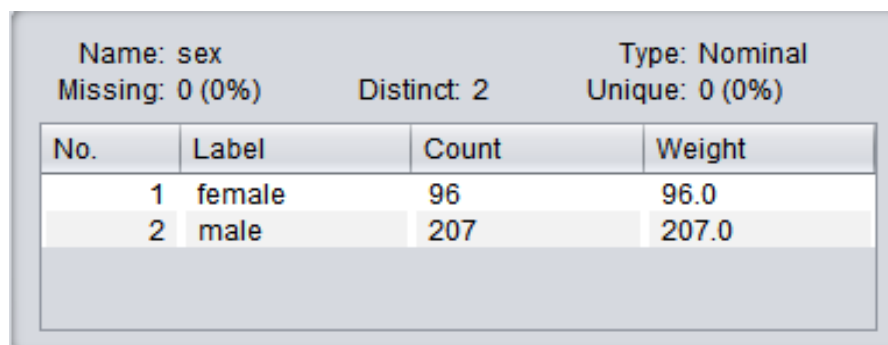 Name: sex Type: Nominal
Missing: 0 (0%) Distinct: 2 Unique: 0 (0%)
No. Label Count Weight
1 female 96 96.0
2 male 207 207.0